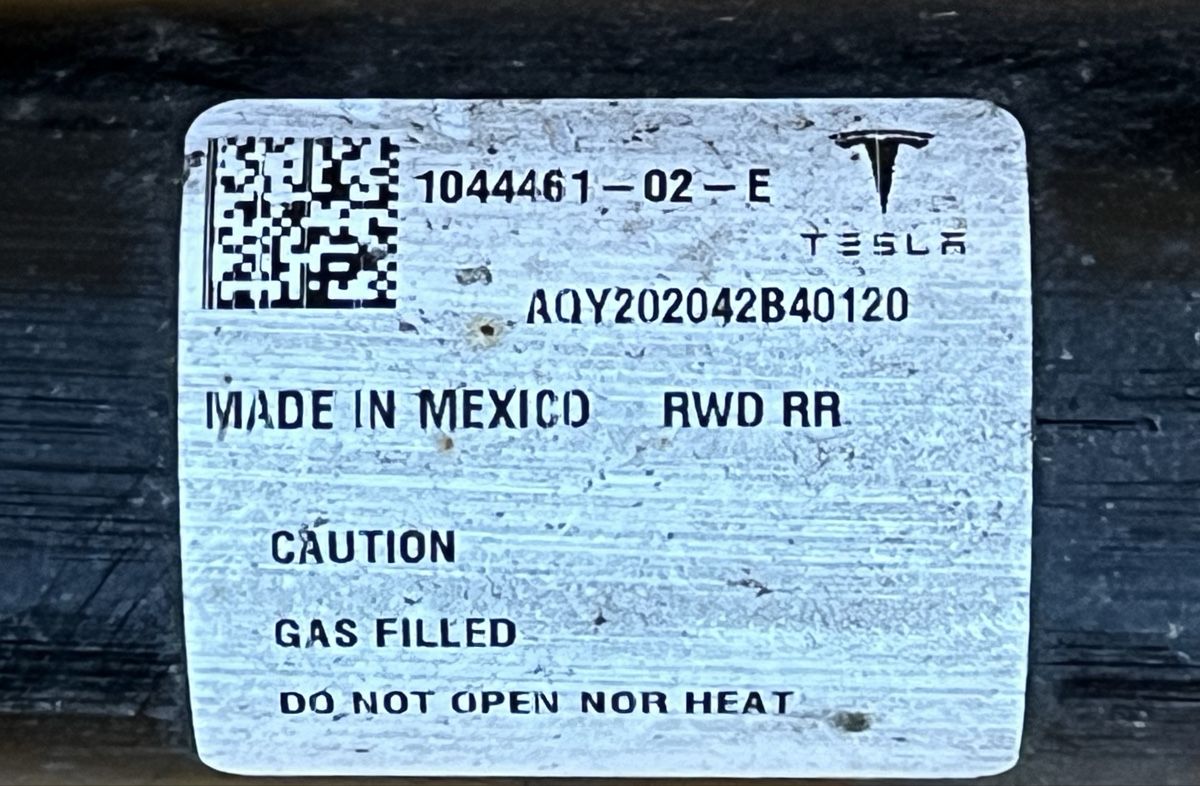 1044461-02-E
TESLA
AQY202042B40120
MADE IN MEXICO RWD RR
CAUTION
GAS FILLED
DO NOT OPEN NOR HEAT